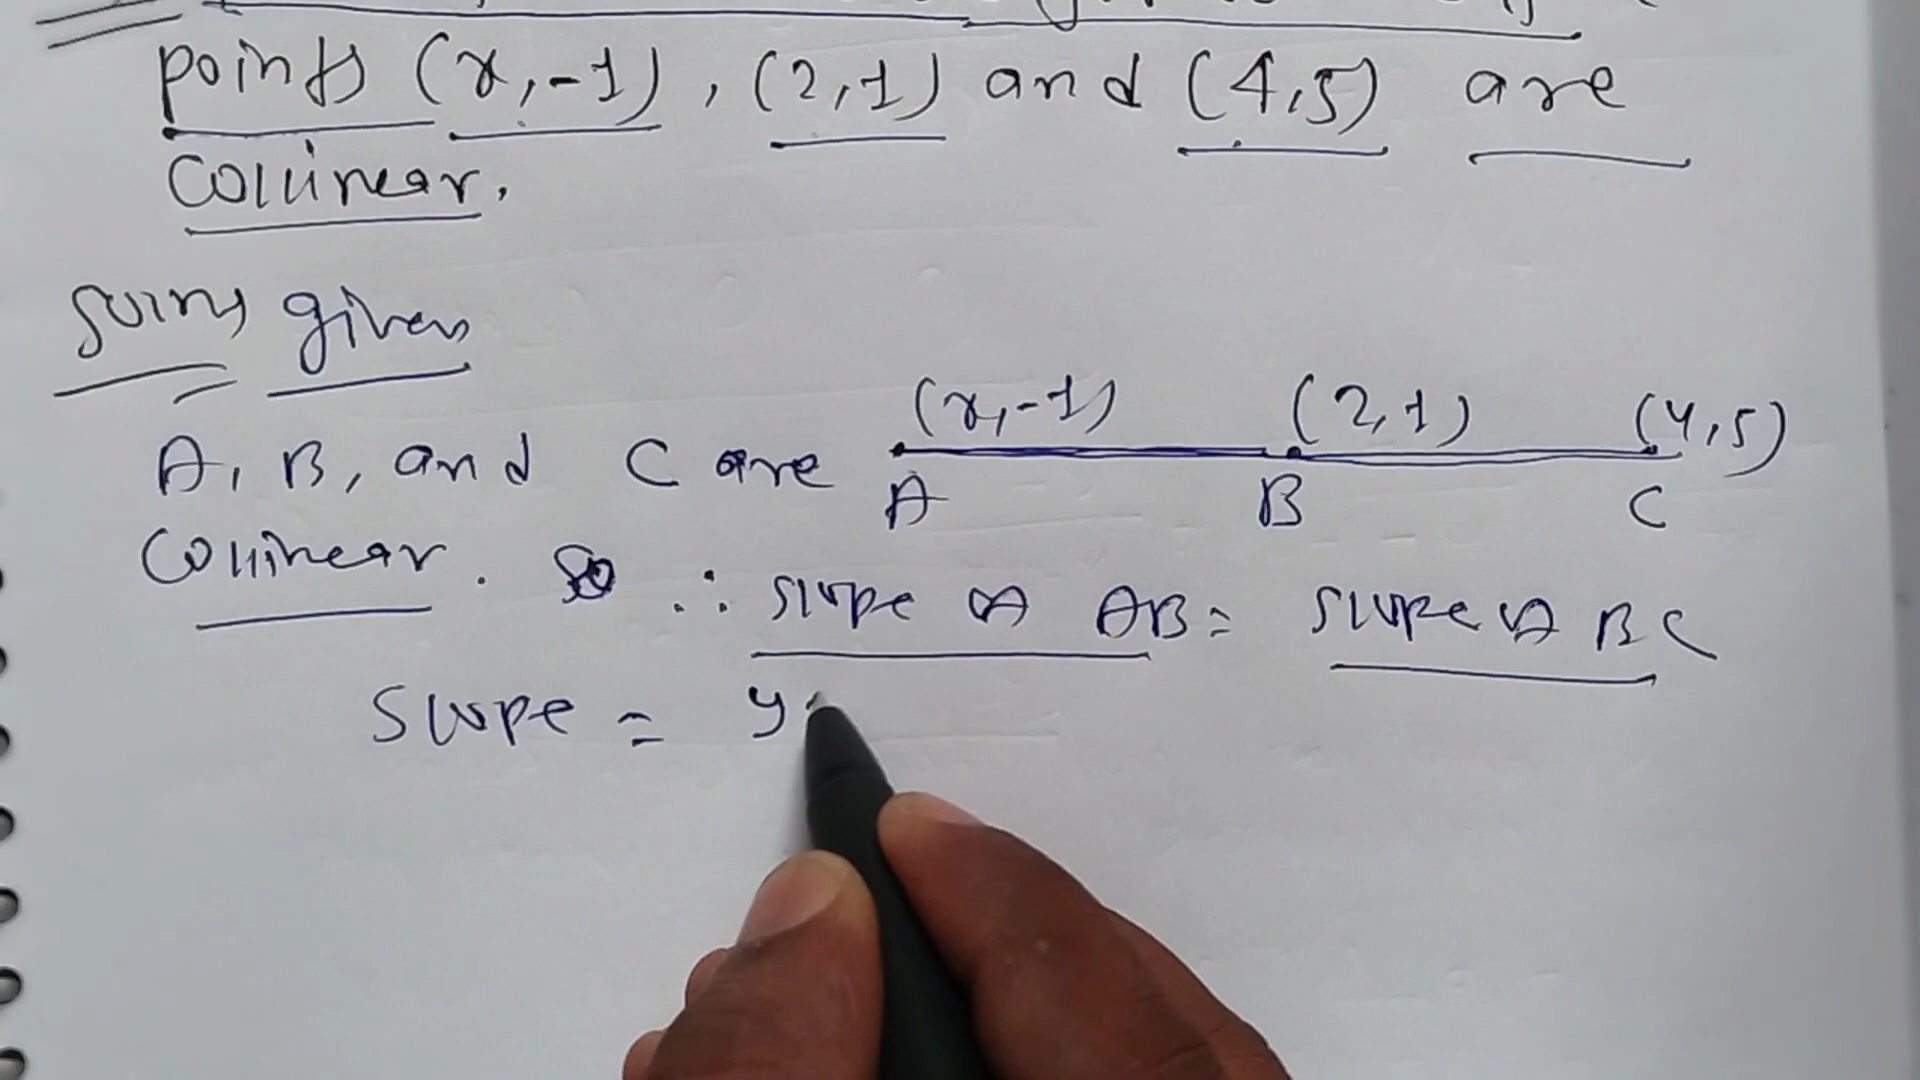 points (x,-1), (2,1) and (4,5) are
collinear.
given
(x,-1) (2,1) (4,5)
A, B, and C are A B C
collinear. So ∴ slope of AB = slope of BC
Slope = y